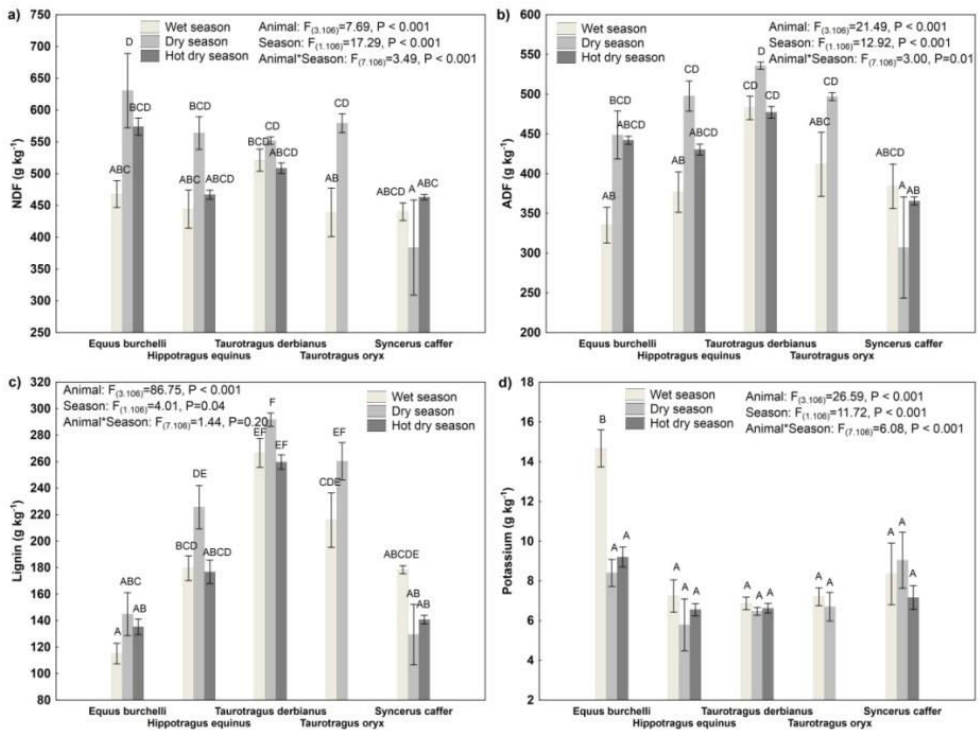 a)
Wet season
Dry season
Hot dry season
Animal: F(3.106)=7.69, P < 0.001
Season: F(1.106)=17.29, P < 0.001
Animal*Season: F(7.106)=3.49, P < 0.001
NDF (g kg-1)
750
700
650
600
550
500
450
400
350
300
250
ABC D BCD
ABC BCD ABCD
BCD CD ABCD
AB CD
ABCD A ABC
Equus burchelli Taurotragus derbianus Syncerus caffer
Hippotragus equinus Taurotragus oryx
b)
Wet season
Dry season
Hot dry season
Animal: F(3.106)=21.49, P < 0.001
Season: F(1.106)=12.92, P < 0.001
Animal*Season: F(7.106)=3.00, P=0.01
ADF (g kg-1)
600
550
500
450
400
350
300
250
200
AB BCD ABCD
AB CD ABCD
CD D CD
ABC CD
ABCD A AB
Equus burchelli Taurotragus derbianus Syncerus caffer
Hippotragus equinus Taurotragus oryx
c)
Animal: F(3.106)=86.75, P < 0.001
Season: F(1.106)=4.01, P=0.04
Animal*Season: F(7.106)=1.44, P=0.20
Wet season
Dry season
Hot dry season
Lignin (g kg-1)
320
300
280
260
240
220
200
180
160
140
120
100
80
A ABC AB
BCD DE ABCD
EF F EF
CDE EF
ABCDE AB AB
Equus burchelli Taurotragus derbianus Syncerus caffer
Hippotragus equinus Taurotragus oryx
d)
Wet season
Dry season
Hot dry season
Animal: F(3.106)=26.59, P < 0.001
Season: F(1.106)=11.72, P < 0.001
Animal*Season: F(7.106)=6.08, P < 0.001
Potassium (g kg-1)
18
16
14
12
10
8
6
4
2
B A A
A A A
A A A
A A
A A A
Equus burchelli Taurotragus derbianus Syncerus caffer
Hippotragus equinus Taurotragus oryx